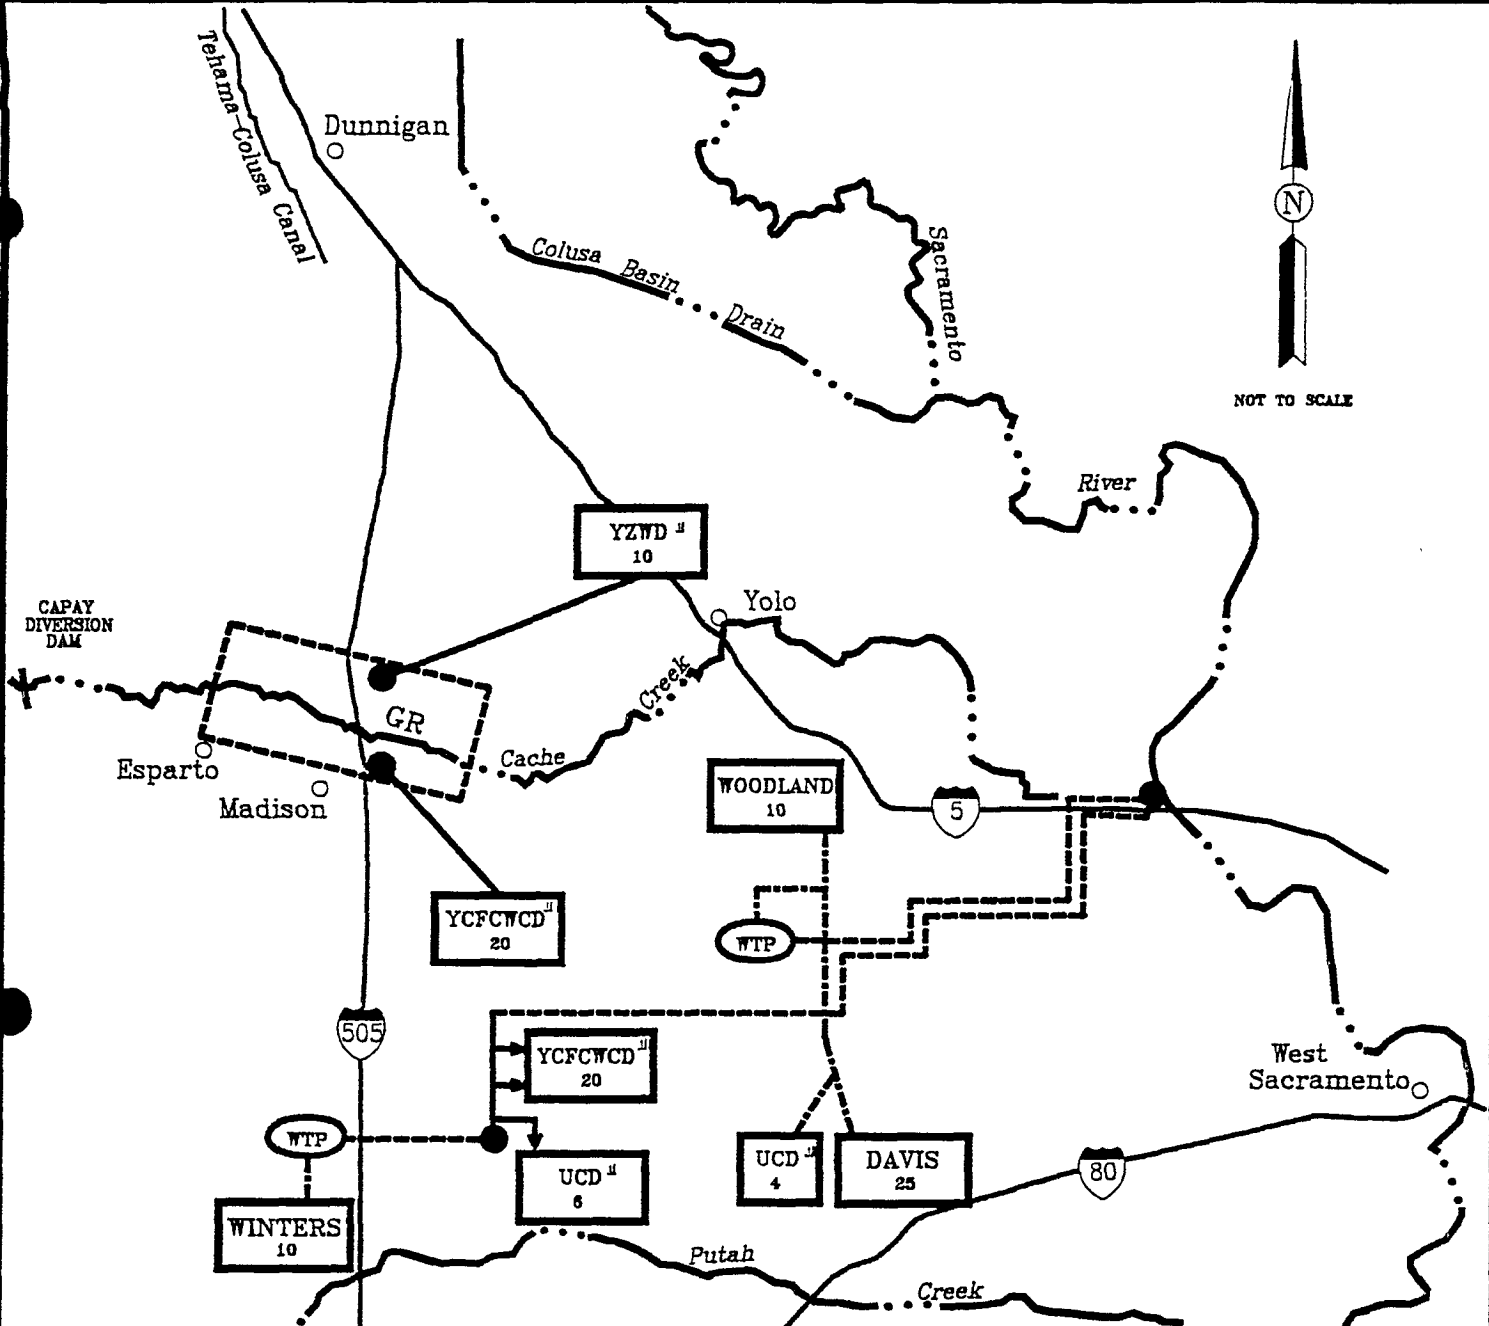 Tehama-Colusa Canal
Dunnigan
Colusa Basin Drain
Sacramento
N
NOT TO SCALE
River
YZWD 1/
10
CAPAY
DIVERSION
DAM
Yolo
Creek
GR
Cache
Esparto
Madison
WOODLAND
10
5
YCFCWCD 1/
20
WTP
505
YCFCWCD 1/
20
West
Sacramento
WTP
UCD 1/
6
UCD 1/
4
DAVIS
25
80
WINTERS
10
Putah
Creek